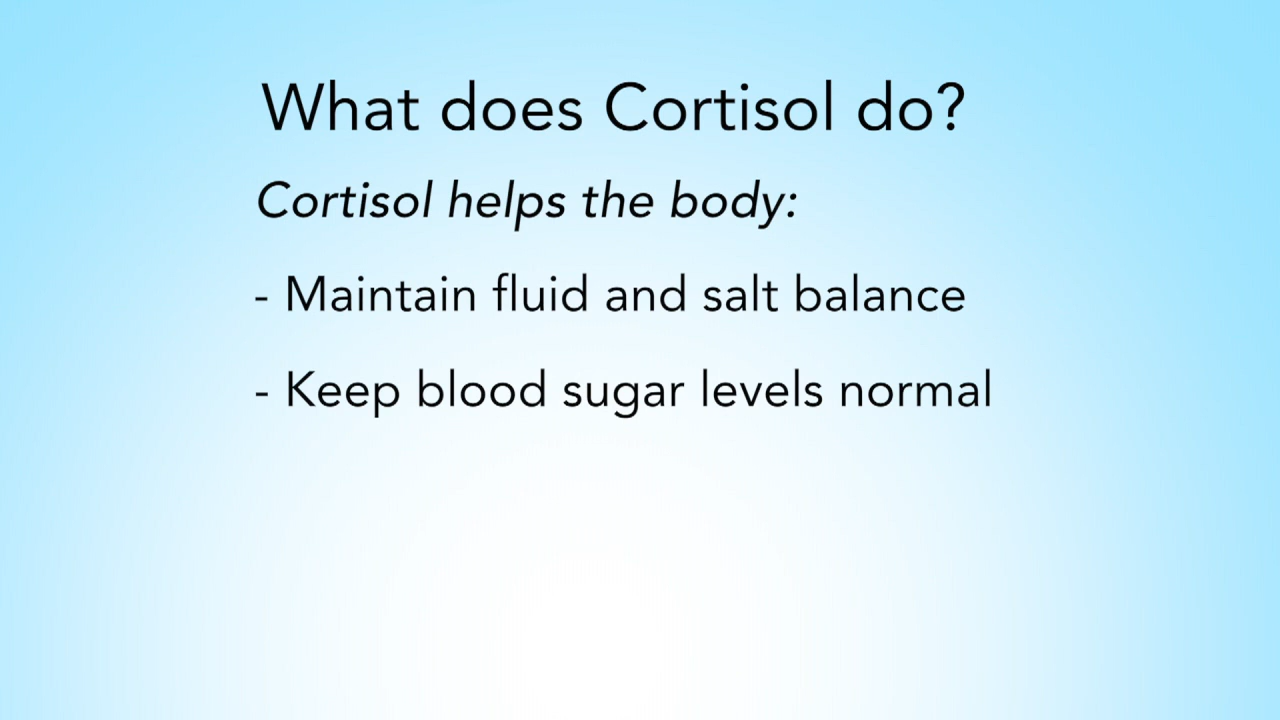 What does Cortisol do?
Cortisol helps the body:
- Maintain fluid and salt balance
- Keep blood sugar levels normal